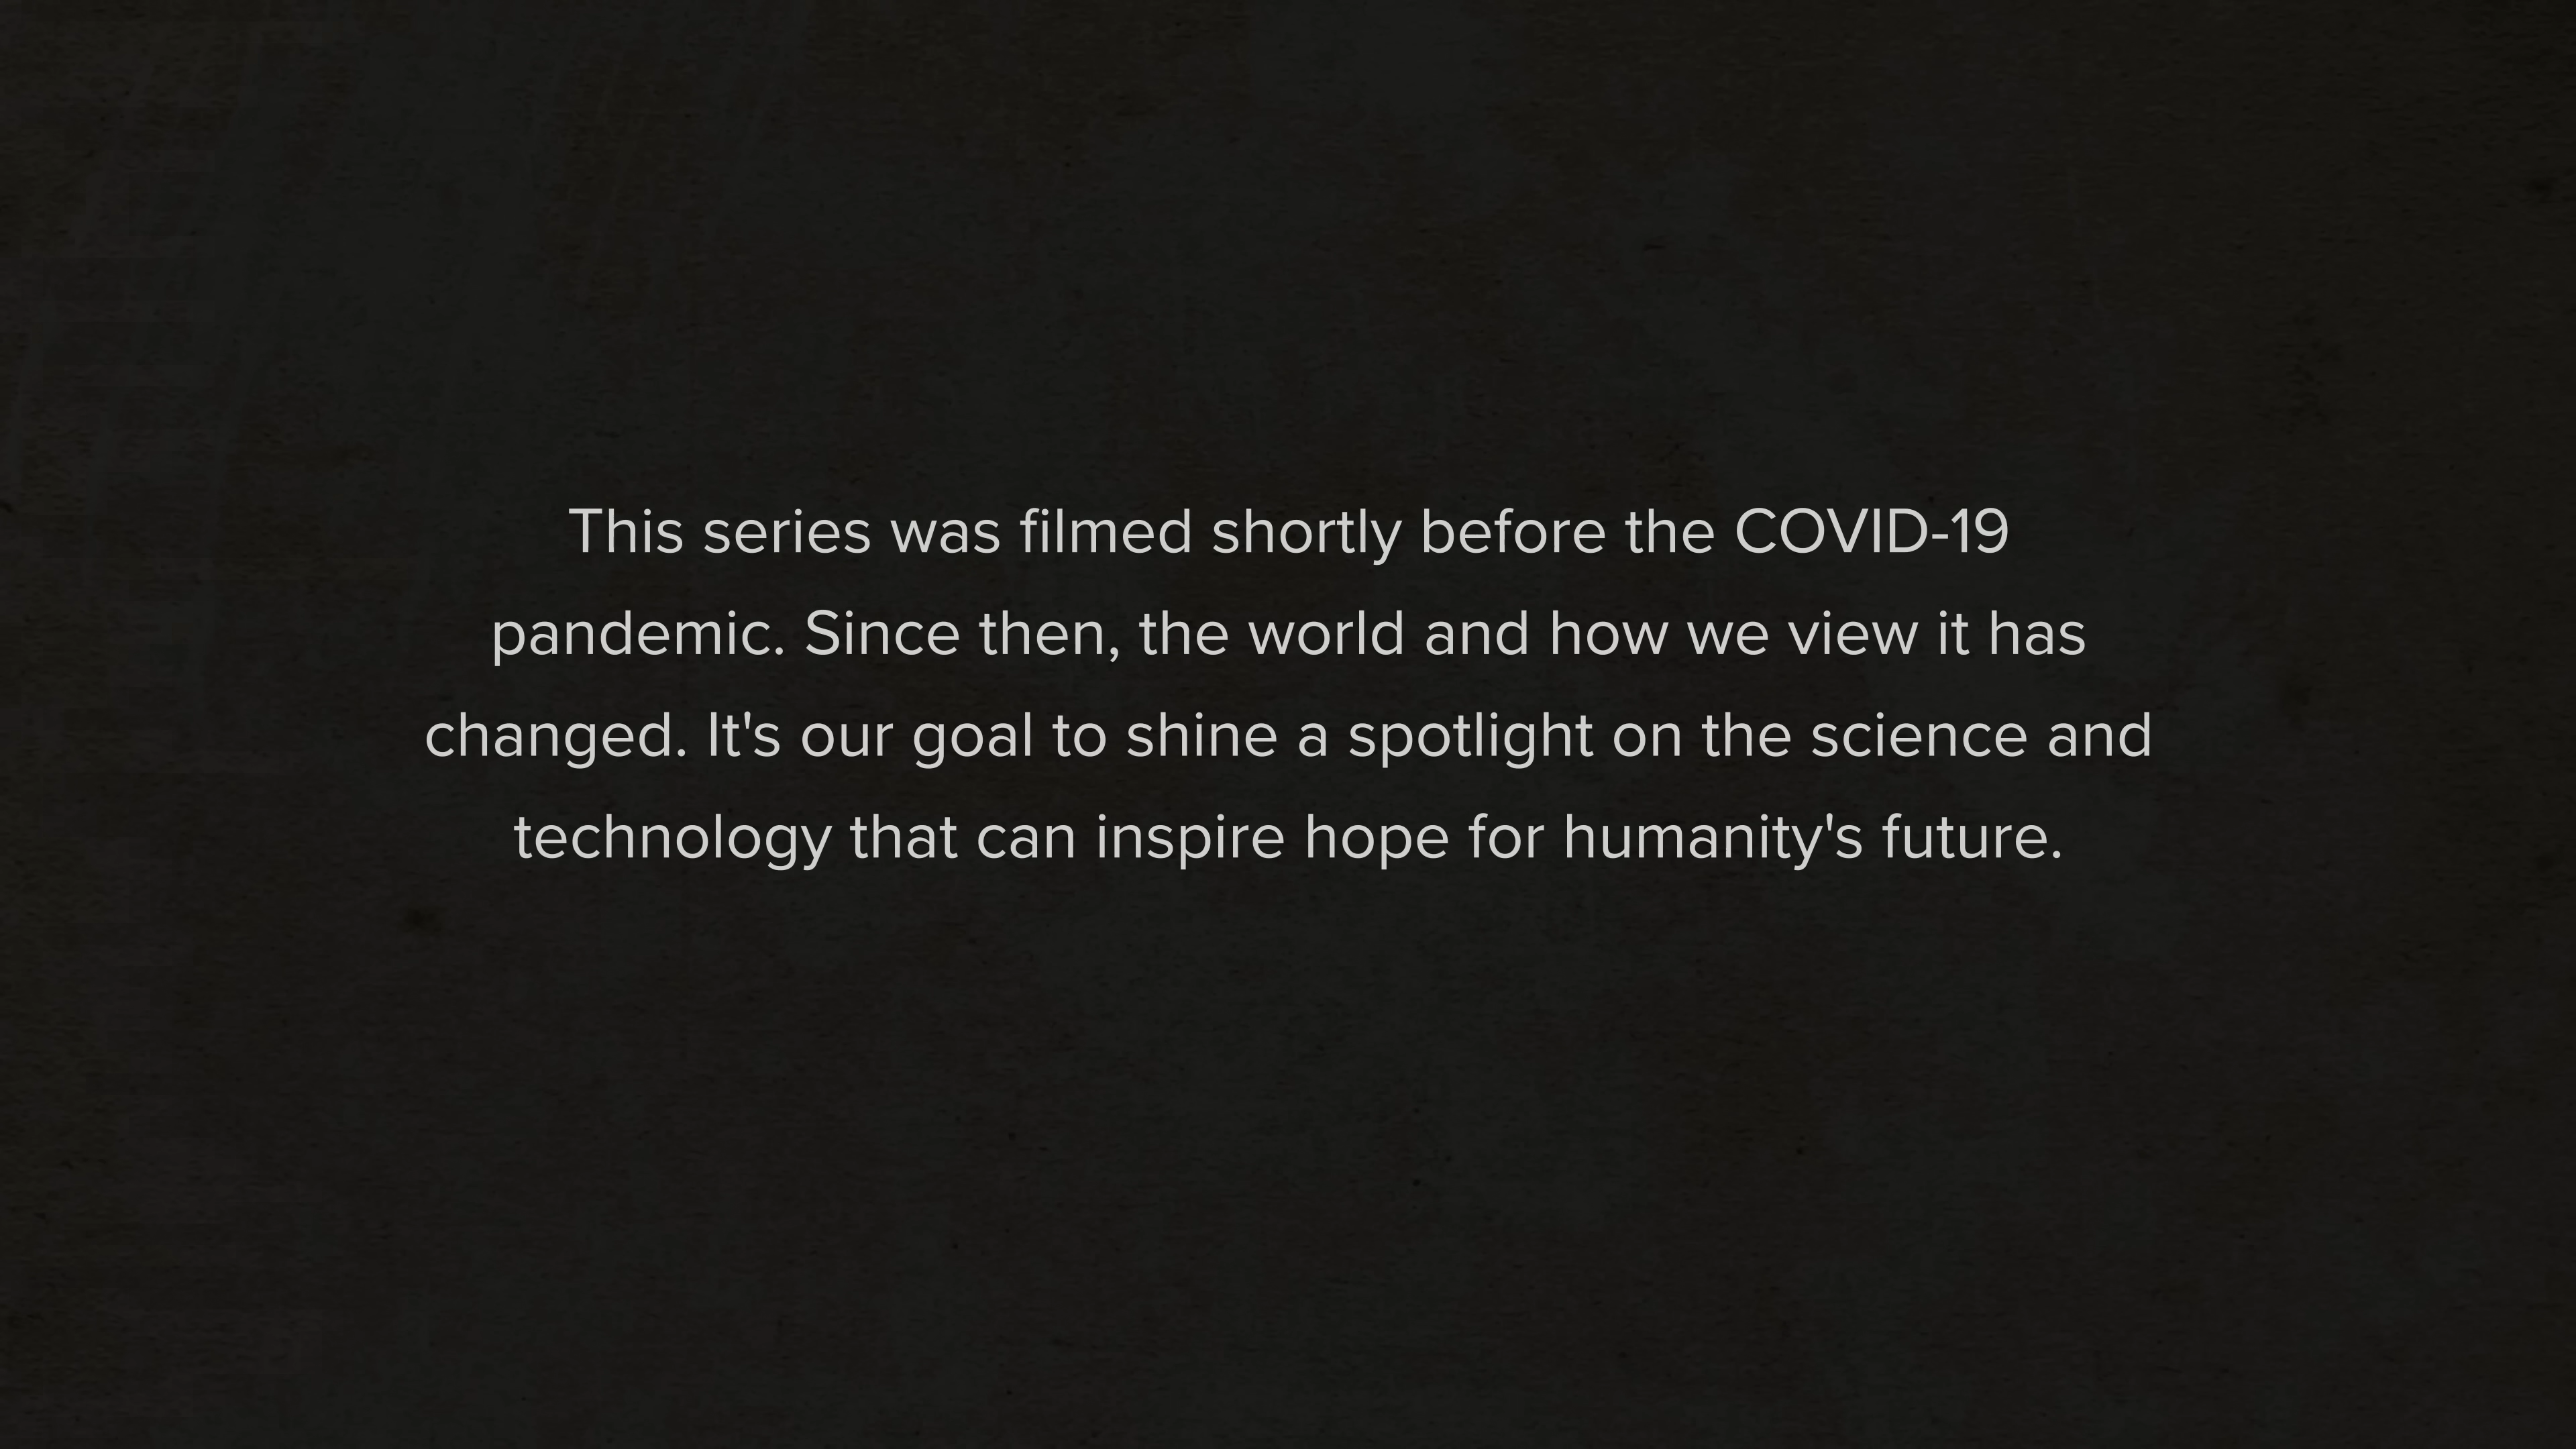 This series was filmed shortly before the COVID-19
pandemic. Since then, the world and how we view it has
changed. It's our goal to shine a spotlight on the science and
technology that can inspire hope for humanity's future.